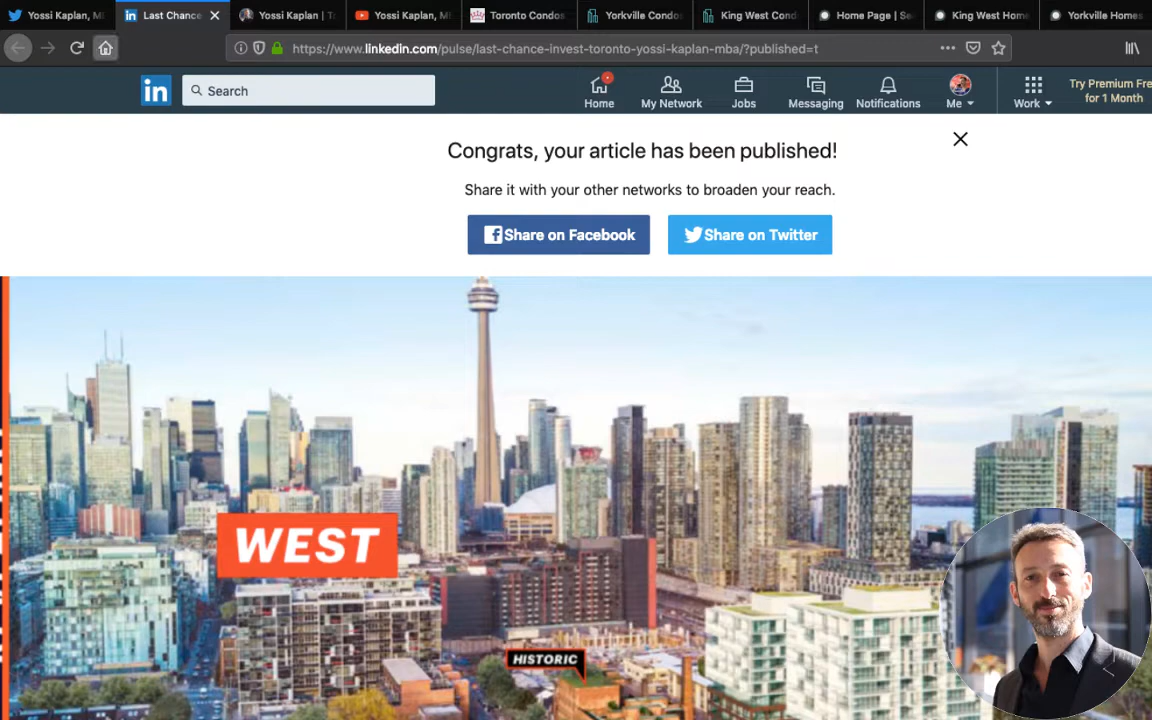 Yossi Kaplan, M
Last Chance
Yossi Kaplan | T
Yossi Kaplan, M
Toronto Condos
Yorkville Condo
King West Cond
Home Page | Se
King West Home
Yorkville Homes
https://www.linkedin.com/pulse/last-chance-invest-toronto-yossi-kaplan-mba/?published=t
in
Search
Home
My Network
Jobs
Messaging
Notifications
Me
Work
Try Premium Fre
for 1 Month
Congrats, your article has been published!
Share it with your other networks to broaden your reach.
Share on Facebook
Share on Twitter
WEST
HISTORIC